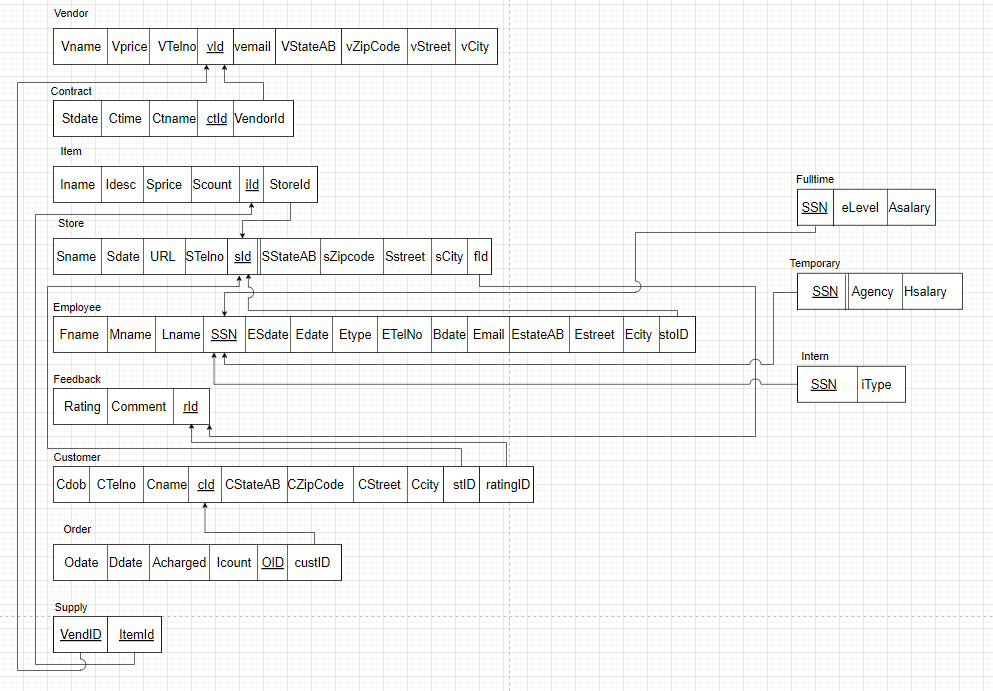 Vendor
Vname Vprice VTelno vId vemail VStateAB vZipCode vStreet vCity
Contract
Stdate Ctime Ctname ctId VendorId
Item
Iname Idesc Sprice Scount iId StoreId
Fulltime
SSN eLevel Asalary
Store
Sname Sdate URL STelno sId SStateAB sZipcode Sstreet sCity fId
Temporary
SSN Agency Hsalary
Employee
Fname Mname Lname SSN ESdate Edate Etype ETelNo Bdate Email EstateAB Estreet Ecity stoID
Intern
SSN iType
Feedback
Rating Comment rId
Customer
Cdob CTelno Cname cId CStateAB CZipCode CStreet Ccity stID ratingID
Order
Odate Ddate Acharged Icount OID custID
Supply
VendID ItemId